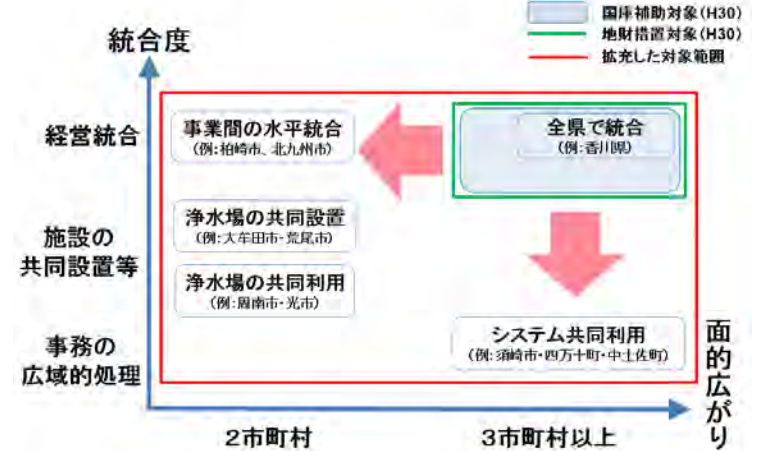 国庫補助対象(H30)
地財措置対象(H30)
拡充した対象範囲
統合度
経営統合
事業間の水平統合
(例:柏崎市、北九州市)
全県で統合
(例:香川県)
施設の
共同設置等
浄水場の共同設置
(例:大牟田市・荒尾市)
浄水場の共同利用
(例:周南市・光市)
事務の
広域的処理
システム共同利用
(例:須崎市・四万十町・中土佐町)
面的広がり
2市町村
3市町村以上